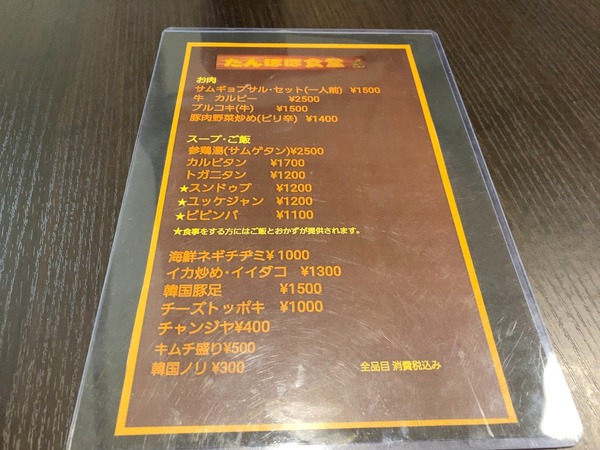 たんぽぽ食堂
お肉
サムギョプサル・セット(一人前) ¥1500
牛 カルビー ¥2500
プルコキ(牛) ¥1500
豚肉野菜炒め(ピリ辛) ¥1400
スープ・ご飯
参鶏湯(サムゲタン)¥2500
カルビタン ¥1700
トガニタン ¥1200
★スンドゥブ ¥1200
★ユッケジャン ¥1200
★ビビンバ ¥1100
★食事をする方にはご飯とおかずが提供されます。
海鮮ネギチヂミ¥1000
イカ炒め・イイダコ ¥1300
韓国豚足 ¥1500
チーズトッポキ ¥1000
チャンジヤ¥400
キムチ盛り¥500
韓国ノリ ¥300
全品目 消費税込み